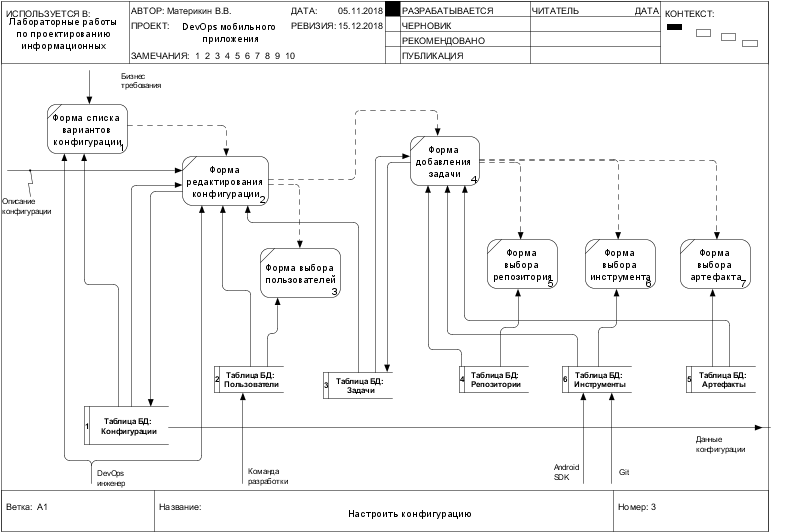 ИСПОЛЬЗУЕТСЯ В:
Лабораторные работы
по проектированию
информационных
АВТОР: Материкин В.В.
ДАТА: 05.11.2018
ПРОЕКТ: DevOps мобильного
приложения
РЕВИЗИЯ: 15.12.2018
ЗАМЕЧАНИЯ: 1 2 3 4 5 6 7 8 9 10
РАЗРАБАТЫВАЕТСЯ
ЧЕРНОВИК
РЕКОМЕНДОВАНО
ПУБЛИКАЦИЯ
ЧИТАТЕЛЬ
ДАТА
КОНТЕКСТ:
Бизнес
требования
Форма списка
вариантов
конфигурации
1
Форма
редактирования
конфигурации
2
Форма
добавления
задачи
4
Описание
конфигурации
Форма выбора
пользователей
3
Форма
выбора
репозитория
5
Форма
выбора
инструмента
6
Форма
выбора
артефакта
7
2
Таблица БД:
Пользователи
3
Таблица БД:
Задачи
4
Таблица БД:
Репозитории
6
Таблица БД:
Инструменты
5
Таблица БД:
Артефакты
1
Таблица БД:
Конфигурации
Данные
конфигурации
DevOps
инженер
Команда
разработки
Android
SDK
Git
Ветка: A1
Название:
Настроить конфигурацию
Номер: 3